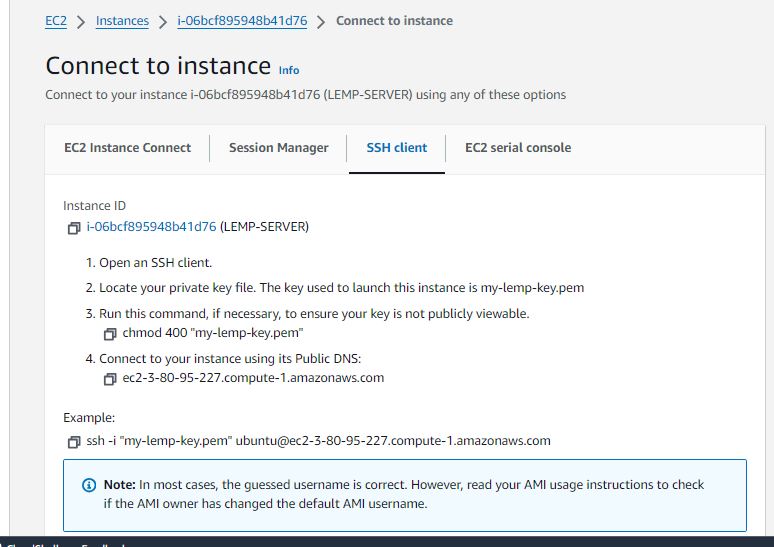 EC2 > Instances > i-06bcf895948b41d76 > Connect to instance
Connect to instance Info
Connect to your instance i-06bcf895948b41d76 (LEMP-SERVER) using any of these options
EC2 Instance Connect Session Manager SSH client EC2 serial console
Instance ID
i-06bcf895948b41d76 (LEMP-SERVER)
1. Open an SSH client.
2. Locate your private key file. The key used to launch this instance is my-lemp-key.pem
3. Run this command, if necessary, to ensure your key is not publicly viewable.
chmod 400 "my-lemp-key.pem"
4. Connect to your instance using its Public DNS:
ec2-3-80-95-227.compute-1.amazonaws.com
Example:
ssh -i "my-lemp-key.pem" ubuntu@ec2-3-80-95-227.compute-1.amazonaws.com
Note: In most cases, the guessed username is correct. However, read your AMI usage instructions to check
if the AMI owner has changed the default AMI username.